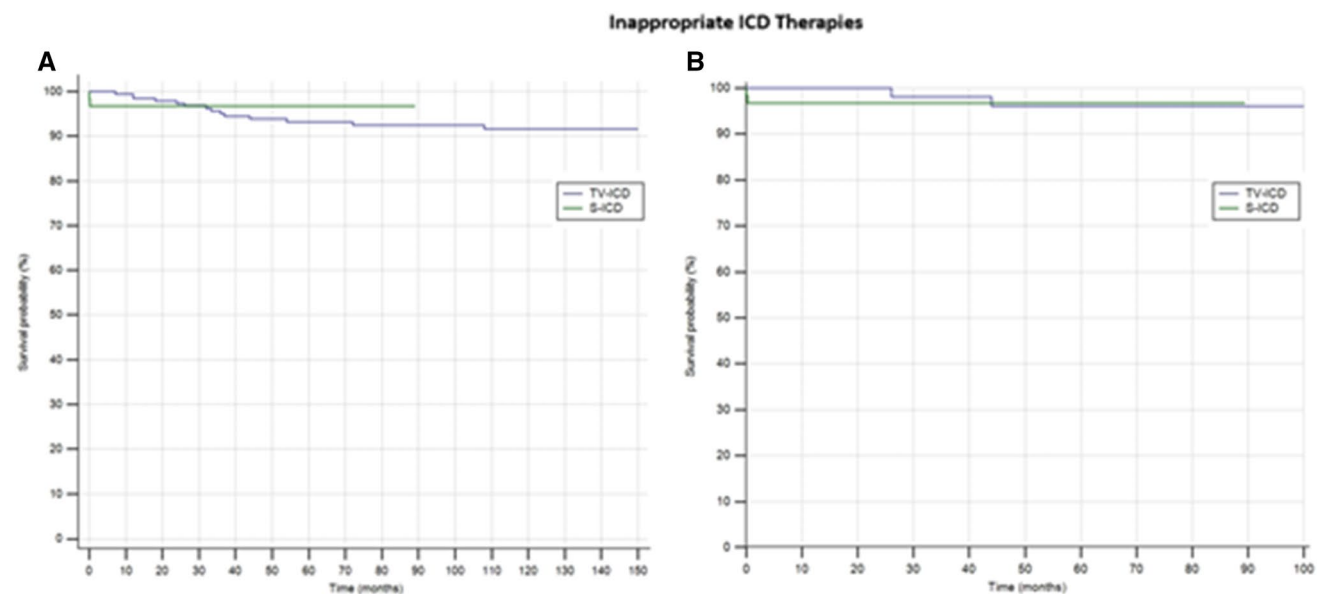 Inappropriate ICD Therapies
A
Survival probability (%)
100
90
80
70
60
50
40
30
20
10
0
TV-ICD
S-ICD
0 10 20 30 40 50 60 70 80 90 100 110 120 130 140 150
Time (months)
B
Survival probability (%)
100
90
80
70
60
50
40
30
20
10
0
TV-ICD
S-ICD
0 10 20 30 40 50 60 70 80 90 100
Time (months)